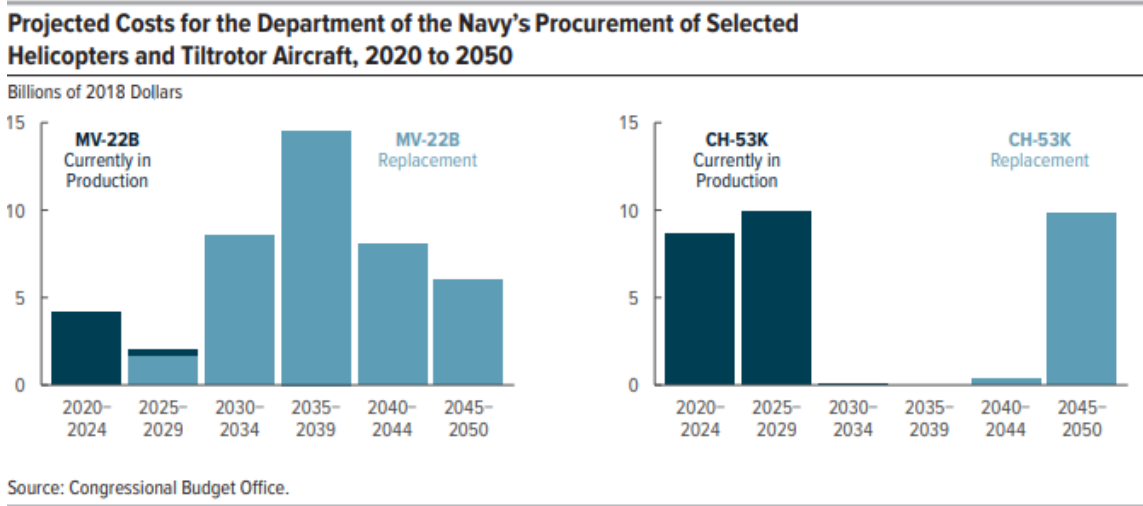 Projected Costs for the Department of the Navy's Procurement of Selected
Helicopters and Tiltrotor Aircraft, 2020 to 2050
Billions of 2018 Dollars
15
MV-22B
Currently in
Production
MV-22B
Replacement
10
5
0
2020–
2024
2025–
2029
2030–
2034
2035–
2039
2040–
2044
2045–
2050
15
CH-53K
Currently in
Production
CH-53K
Replacement
10
5
0
2020–
2024
2025–
2029
2030–
2034
2035–
2039
2040–
2044
2045–
2050
Source: Congressional Budget Office.